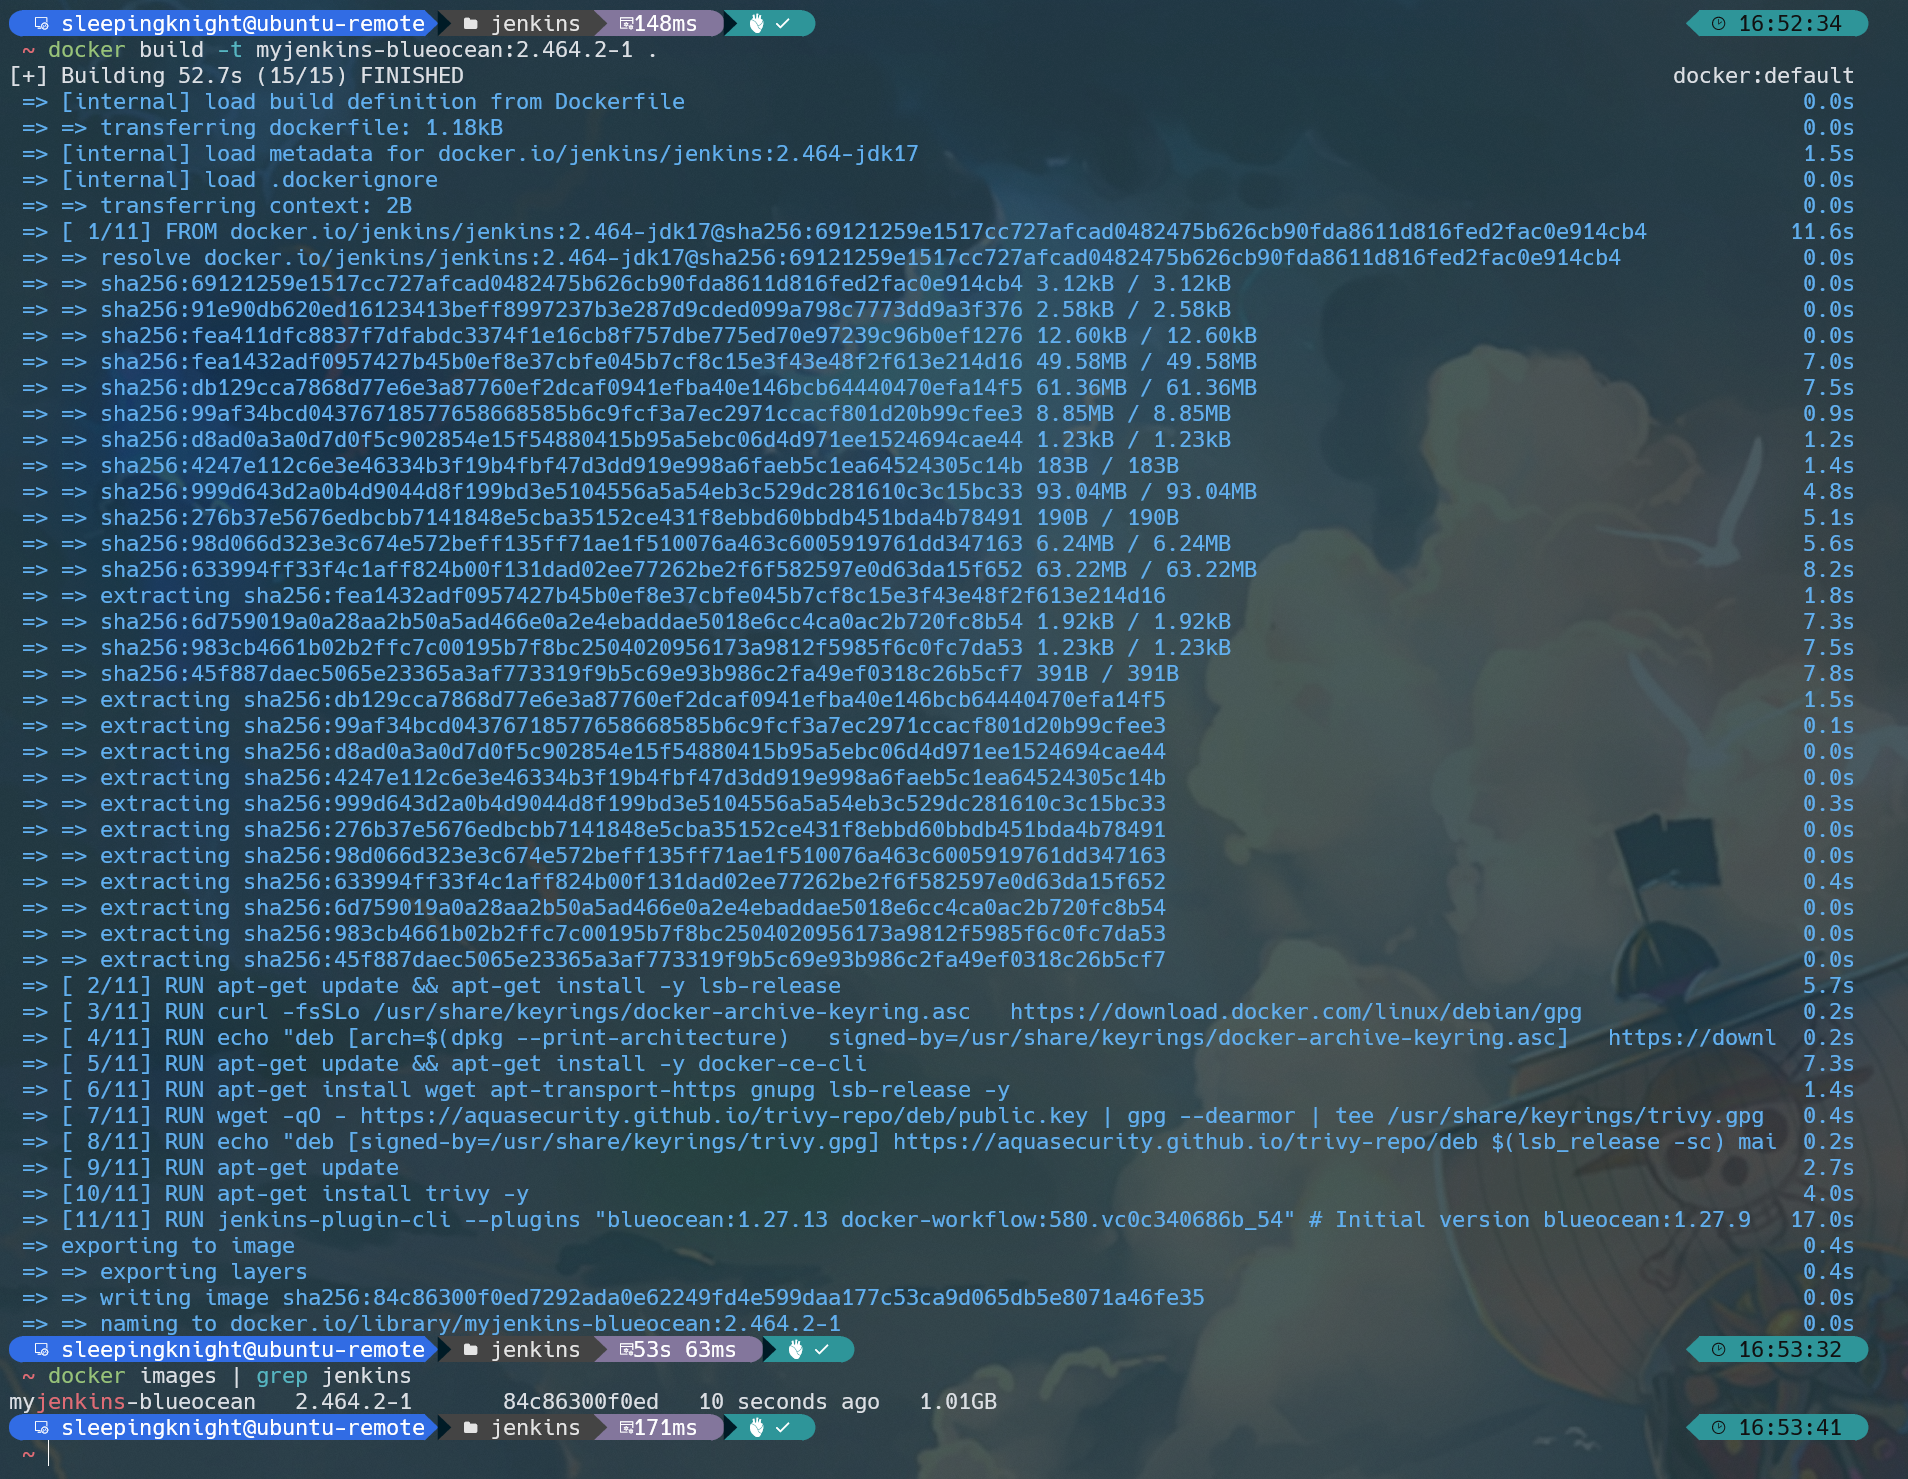 sleepingknight@ubuntu-remote jenkins 148ms ✓ 16:52:34
~ docker build -t myjenkins-blueocean:2.464.2-1 .
[+] Building 52.7s (15/15) FINISHED docker:default
=> [internal] load build definition from Dockerfile 0.0s
=> => transferring dockerfile: 1.18kB 0.0s
=> [internal] load metadata for docker.io/jenkins/jenkins:2.464-jdk17 1.5s
=> [internal] load .dockerignore 0.0s
=> => transferring context: 2B 0.0s
=> [ 1/11] FROM docker.io/jenkins/jenkins:2.464-jdk17@sha256:69121259e1517cc727afcad0482475b626cb90fda8611d816fed2fac0e914cb4 11.6s
=> => resolve docker.io/jenkins/jenkins:2.464-jdk17@sha256:69121259e1517cc727afcad0482475b626cb90fda8611d816fed2fac0e914cb4 0.0s
=> => sha256:69121259e1517cc727afcad0482475b626cb90fda8611d816fed2fac0e914cb4 3.12kB / 3.12kB 0.0s
=> => sha256:91e90db620ed16123413beff8997237b3e287d9cded099a798c7773dd9a3f376 2.58kB / 2.58kB 0.0s
=> => sha256:fea411dfc8837f7dfabdc3374f1e16cb8f757dbe775ed70e97239c96b0ef1276 12.60kB / 12.60kB 0.0s
=> => sha256:fea1432adf0957427b45b0ef8e37cbfe045b7cf8c15e3f43e48f2f613e214d16 49.58MB / 49.58MB 7.0s
=> => sha256:db129cca7868d77e6e3a87760ef2dcaf0941efba40e146bcb64440470efa14f5 61.36MB / 61.36MB 7.5s
=> => sha256:99af34bcd04376718577658668585b6c9fcf3a7ec2971ccacf801d20b99cfee3 8.85MB / 8.85MB 0.9s
=> => sha256:d8ad0a3a0d7d0f5c902854e15f54880415b95a5ebc06d4d971ee1524694cae44 1.23kB / 1.23kB 1.2s
=> => sha256:4247e112c6e3e46334b3f19b4fbf47d3dd919e998a6faeb5c1ea64524305c14b 183B / 183B 1.4s
=> => sha256:999d643d2a0b4d9044d8f199bd3e5104556a5a54eb3c529dc281610c3c15bc33 93.04MB / 93.04MB 4.8s
=> => sha256:276b37e5676edbcbb7141848e5cba35152ce431f8ebbd60bbdb451bda4b78491 190B / 190B 5.1s
=> => sha256:98d066d323e3c674e572beff135ff71ae1f510076a463c6005919761dd347163 6.24MB / 6.24MB 5.6s
=> => sha256:633994ff33f4c1aff824b00f131dad02ee77262be2f6f582597e0d63da15f652 63.22MB / 63.22MB 8.2s
=> => extracting sha256:fea1432adf0957427b45b0ef8e37cbfe045b7cf8c15e3f43e48f2f613e214d16 1.8s
=> => sha256:6d759019a0a28aa2b50a5ad466e0a2e4ebaddae5018e6cc4ca0ac2b720fc8b54 1.92kB / 1.92kB 7.3s
=> => sha256:983cb4661b02b2ffc7c00195b7f8bc2504020956173a9812f5985f6c0fc7da53 1.23kB / 1.23kB 7.5s
=> => sha256:45f887daec5065e23365a3af773319f9b5c69e93b986c2fa49ef0318c26b5cf7 391B / 391B 7.8s
=> => extracting sha256:db129cca7868d77e6e3a87760ef2dcaf0941efba40e146bcb64440470efa14f5 1.5s
=> => extracting sha256:99af34bcd04376718577658668585b6c9fcf3a7ec2971ccacf801d20b99cfee3 0.1s
=> => extracting sha256:d8ad0a3a0d7d0f5c902854e15f54880415b95a5ebc06d4d971ee1524694cae44 0.0s
=> => extracting sha256:4247e112c6e3e46334b3f19b4fbf47d3dd919e998a6faeb5c1ea64524305c14b 0.0s
=> => extracting sha256:999d643d2a0b4d9044d8f199bd3e5104556a5a54eb3c529dc281610c3c15bc33 0.3s
=> => extracting sha256:276b37e5676edbcbb7141848e5cba35152ce431f8ebbd60bbdb451bda4b78491 0.0s
=> => extracting sha256:98d066d323e3c674e572beff135ff71ae1f510076a463c6005919761dd347163 0.0s
=> => extracting sha256:633994ff33f4c1aff824b00f131dad02ee77262be2f6f582597e0d63da15f652 0.4s
=> => extracting sha256:6d759019a0a28aa2b50a5ad466e0a2e4ebaddae5018e6cc4ca0ac2b720fc8b54 0.0s
=> => extracting sha256:983cb4661b02b2ffc7c00195b7f8bc2504020956173a9812f5985f6c0fc7da53 0.0s
=> => extracting sha256:45f887daec5065e23365a3af773319f9b5c69e93b986c2fa49ef0318c26b5cf7 0.0s
=> [ 2/11] RUN apt-get update && apt-get install -y lsb-release 5.7s
=> [ 3/11] RUN curl -fsSLo /usr/share/keyrings/docker-archive-keyring.asc https://download.docker.com/linux/debian/gpg 0.2s
=> [ 4/11] RUN echo "deb [arch=$(dpkg --print-architecture) signed-by=/usr/share/keyrings/docker-archive-keyring.asc] https://downl 0.2s
=> [ 5/11] RUN apt-get update && apt-get install -y docker-ce-cli 7.3s
=> [ 6/11] RUN apt-get install wget apt-transport-https gnupg lsb-release -y 1.4s
=> [ 7/11] RUN wget -qO - https://aquasecurity.github.io/trivy-repo/deb/public.key | gpg --dearmor | tee /usr/share/keyrings/trivy.gpg 0.4s
=> [ 8/11] RUN echo "deb [signed-by=/usr/share/keyrings/trivy.gpg] https://aquasecurity.github.io/trivy-repo/deb $(lsb_release -sc) mai 0.2s
=> [ 9/11] RUN apt-get update 2.7s
=> [10/11] RUN apt-get install trivy -y 4.0s
=> [11/11] RUN jenkins-plugin-cli --plugins "blueocean:1.27.13 docker-workflow:580.vc0c340686b_54" # Initial version blueocean:1.27.9 17.0s
=> exporting to image 0.4s
=> => exporting layers 0.4s
=> => writing image sha256:84c86300f0ed7292ada0e62249fd4e599daa177c53ca9d065db5e8071a46fe35 0.0s
=> => naming to docker.io/library/myjenkins-blueocean:2.464.2-1 0.0s
sleepingknight@ubuntu-remote jenkins 53s 63ms ✓ 16:53:32
~ docker images | grep jenkins
myjenkins-blueocean 2.464.2-1 84c86300f0ed 10 seconds ago 1.01GB
sleepingknight@ubuntu-remote jenkins 171ms ✓ 16:53:41
~